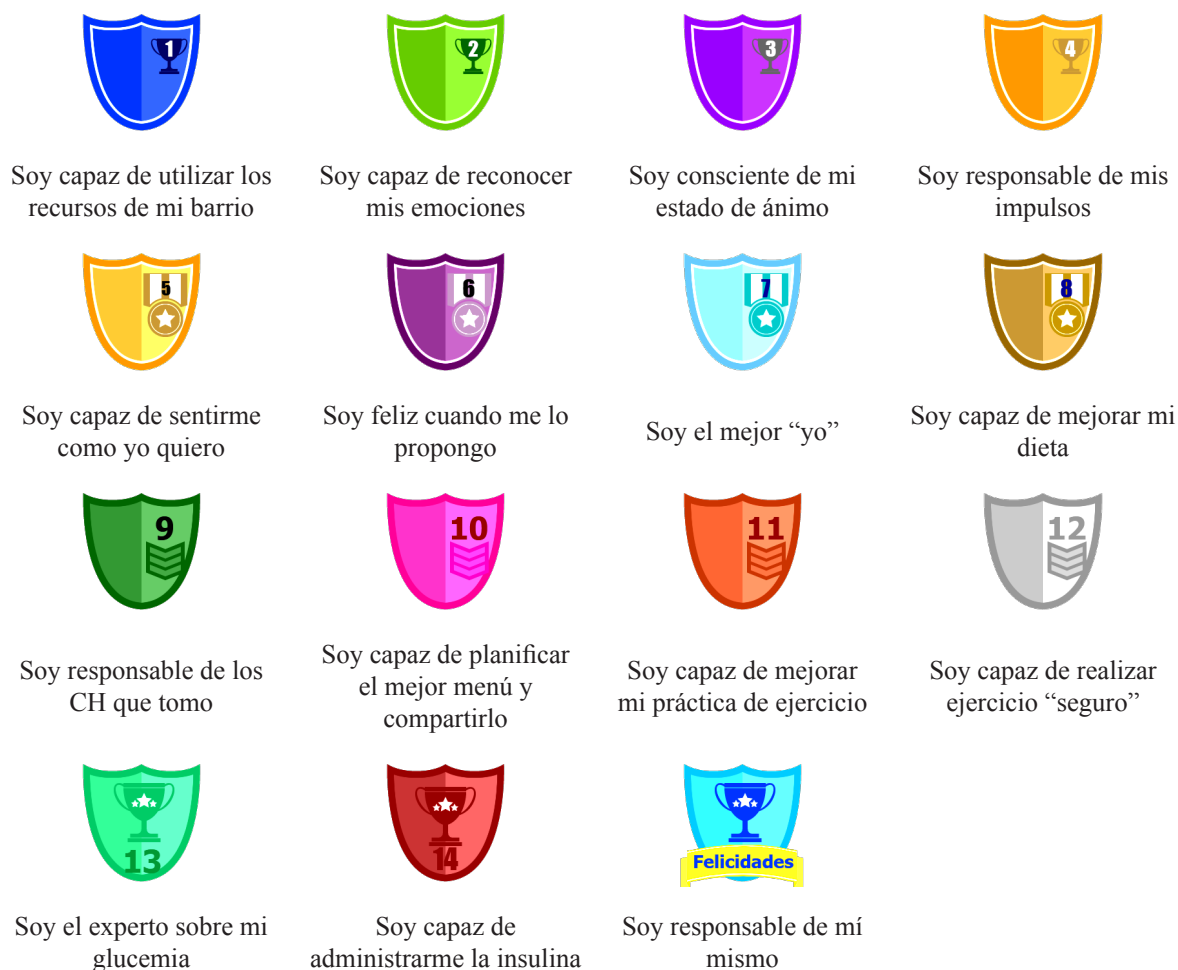 1
2
3
4
Soy capaz de utilizar los
recursos de mi barrio
Soy capaz de reconocer
mis emociones
Soy consciente de mi
estado de ánimo
Soy responsable de mis
impulsos
5
6
7
8
Soy capaz de sentirme
como yo quiero
Soy feliz cuando me lo
propongo
Soy el mejor “yo”
Soy capaz de mejorar mi
dieta
9
10
11
12
Soy responsable de los
CH que tomo
Soy capaz de planificar
el mejor menú y
compartirlo
Soy capaz de mejorar
mi práctica de ejercicio
Soy capaz de realizar
ejercicio “seguro”
13
14
Felicidades
Soy el experto sobre mi
glucemia
Soy capaz de
administrarme la insulina
Soy responsable de mí
mismo